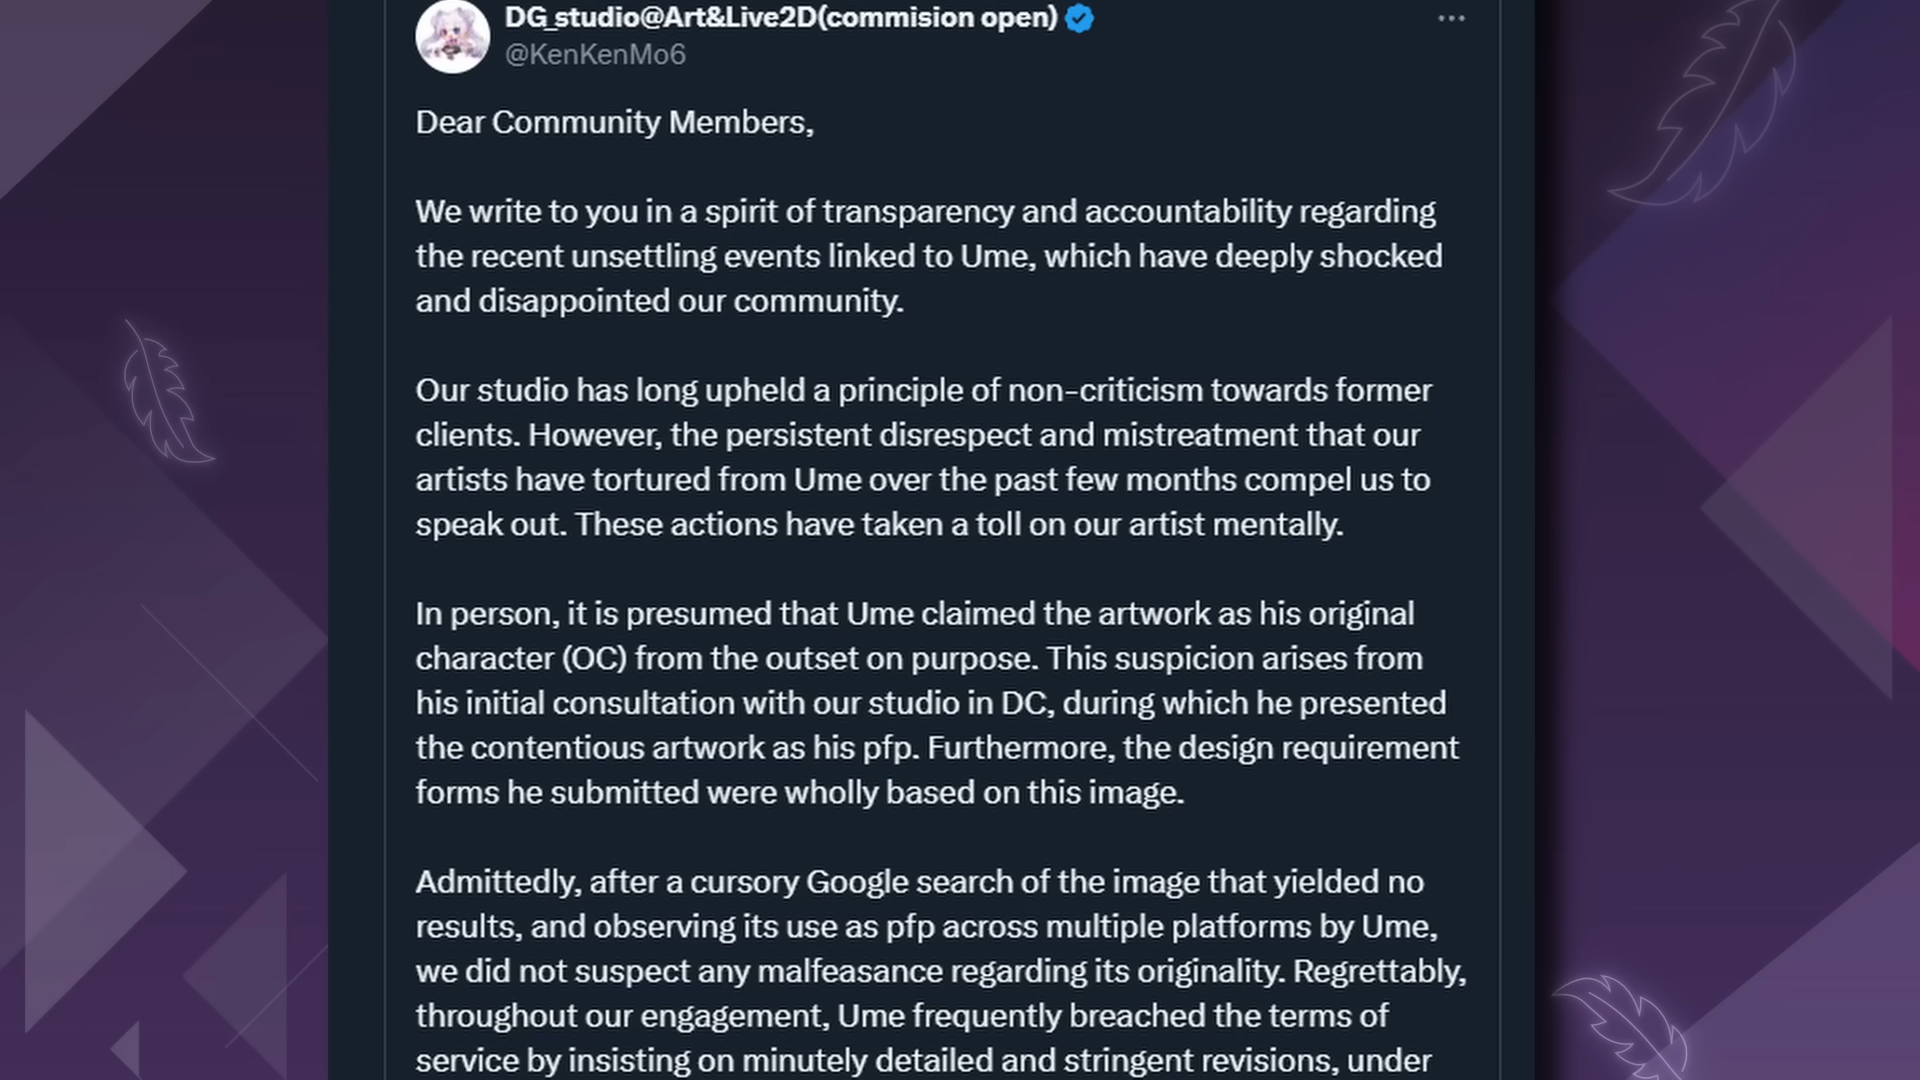 DG_studio@Art&Live2D(commision open)
@KenKenMo6
Dear Community Members,
We write to you in a spirit of transparency and accountability regarding
the recent unsettling events linked to Ume, which have deeply shocked
and disappointed our community.
Our studio has long upheld a principle of non-criticism towards former
clients. However, the persistent disrespect and mistreatment that our
artists have tortured from Ume over the past few months compel us to
speak out. These actions have taken a toll on our artist mentally.
In person, it is presumed that Ume claimed the artwork as his original
character (OC) from the outset on purpose. This suspicion arises from
his initial consultation with our studio in DC, during which he presented
the contentious artwork as his pfp. Furthermore, the design requirement
forms he submitted were wholly based on this image.
Admittedly, after a cursory Google search of the image that yielded no
results, and observing its use as pfp across multiple platforms by Ume,
we did not suspect any malfeasance regarding its originality. Regrettably,
throughout our engagement, Ume frequently breached the terms of
service by insisting on minutely detailed and stringent revisions, under